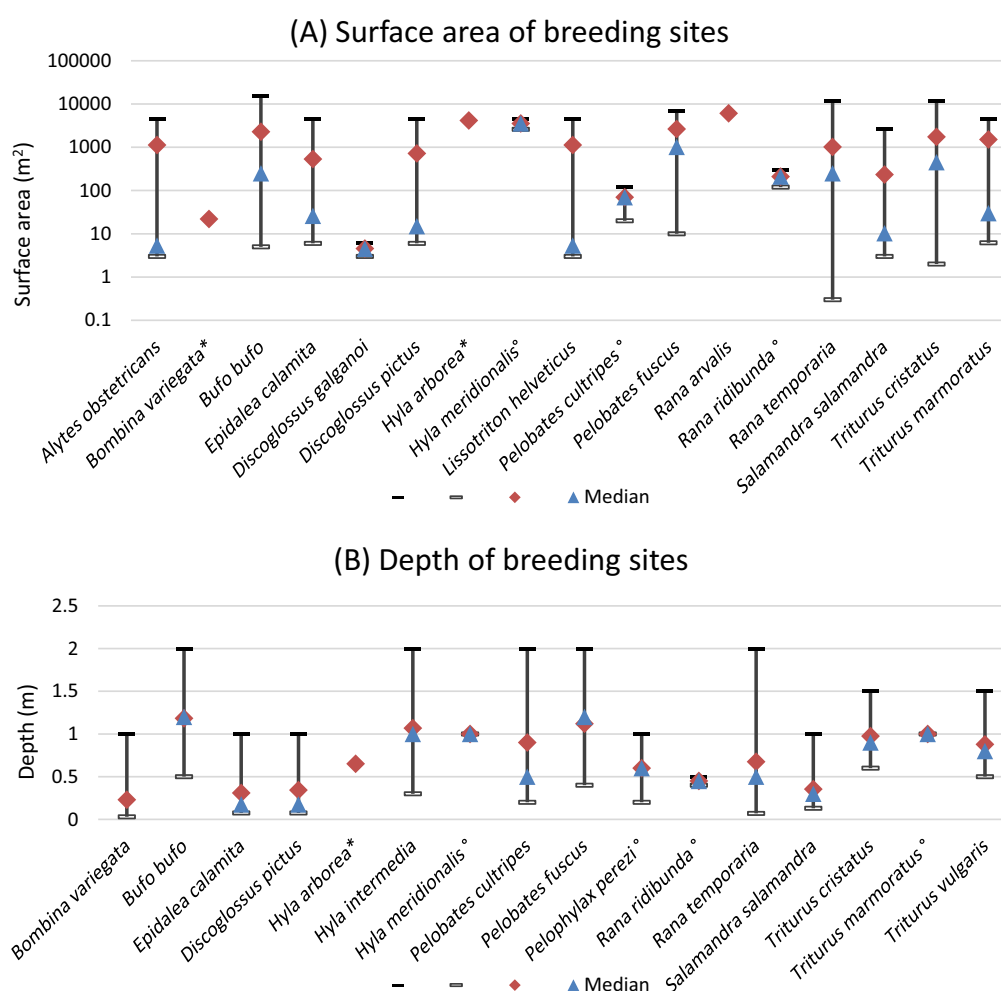 (A) Surface area of breeding sites
Surface area (m²)
100000
10000
1000
100
10
1
0.1
Alytes obstetricans
Bombina variegata*
Bufo bufo
Epidalea calamita
Discoglossus galganoi
Discoglossus pictus
Hyla arborea*
Hyla meridionalis°
Lissotriton helveticus
Pelobates cultripes°
Pelobates fuscus
Rana arvalis
Rana ridibunda°
Rana temporaria
Salamandra salamandra
Triturus cristatus
Triturus marmoratus
Median
(B) Depth of breeding sites
Depth (m)
2.5
2
1.5
1
0.5
0
Bombina variegata
Bufo bufo
Epidalea calamita
Discoglossus pictus
Hyla arborea*
Hyla intermedia
Hyla meridionalis°
Pelobates cultripes
Pelobates fuscus
Pelophylax perezi°
Rana ridibunda°
Rana temporaria
Salamandra salamandra
Triturus cristatus
Triturus marmoratus°
Triturus vulgaris
Median